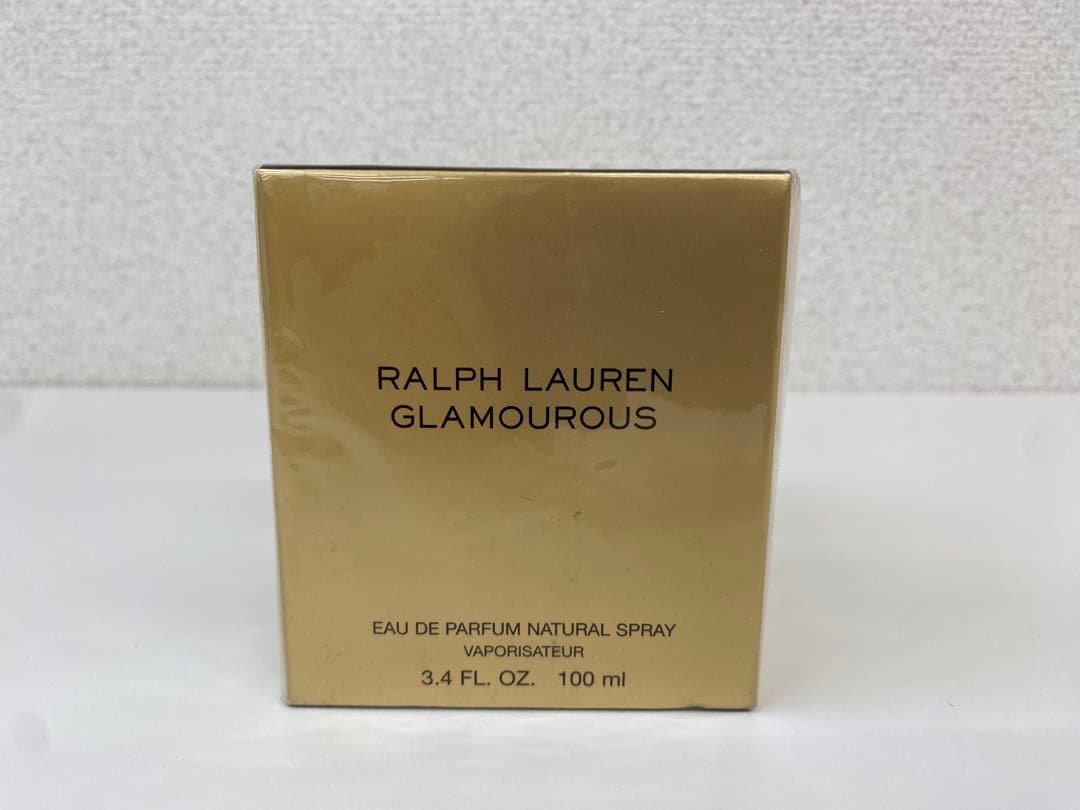 RALPH LAUREN
GLAMOUROUS
EAU DE PARFUM NATURAL SPRAY
VAPORISATEUR
3.4 FL. OZ. 100 ml